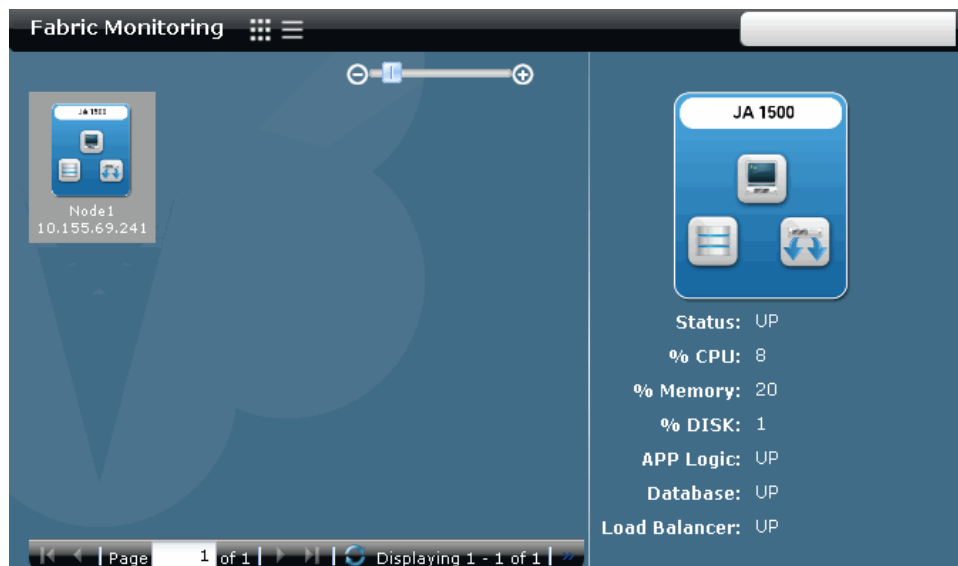 Fabric Monitoring
JA 1500
Node1
10.155.69.241
JA 1500
Status: UP
% CPU: 8
% Memory: 20
% DISK: 1
APP Logic: UP
Database: UP
Load Balancer: UP
Page 1 of 1 Displaying 1 - 1 of 1 »